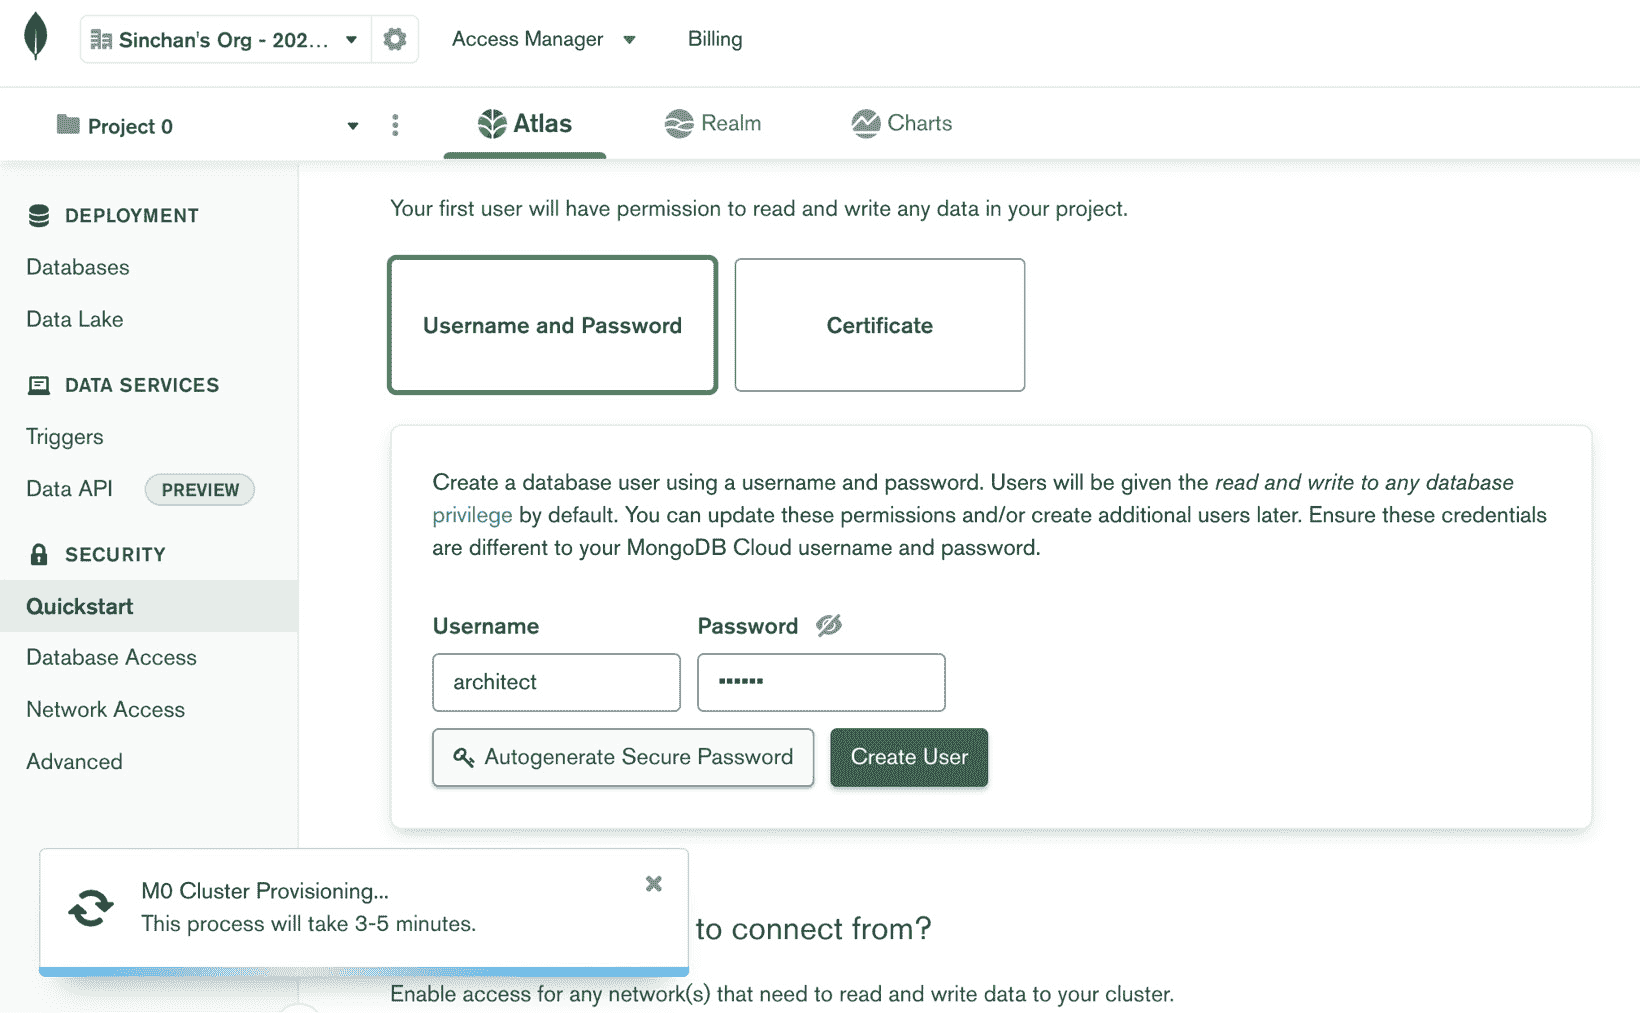 Sinchan's Org - 202...
Access Manager
Billing
Project 0
Atlas
Realm
Charts
DEPLOYMENT
Databases
Data Lake
DATA SERVICES
Triggers
Data API PREVIEW
SECURITY
Quickstart
Database Access
Network Access
Advanced
Your first user will have permission to read and write any data in your project.
Username and Password
Certificate
Create a database user using a username and password. Users will be given the read and write to any database
privilege by default. You can update these permissions and/or create additional users later. Ensure these credentials
are different to your MongoDB Cloud username and password.
Username
Password
architect
••••••
Autogenerate Secure Password
Create User
M0 Cluster Provisioning...
This process will take 3-5 minutes.
to connect from?
Enable access for any network(s) that need to read and write data to your cluster.